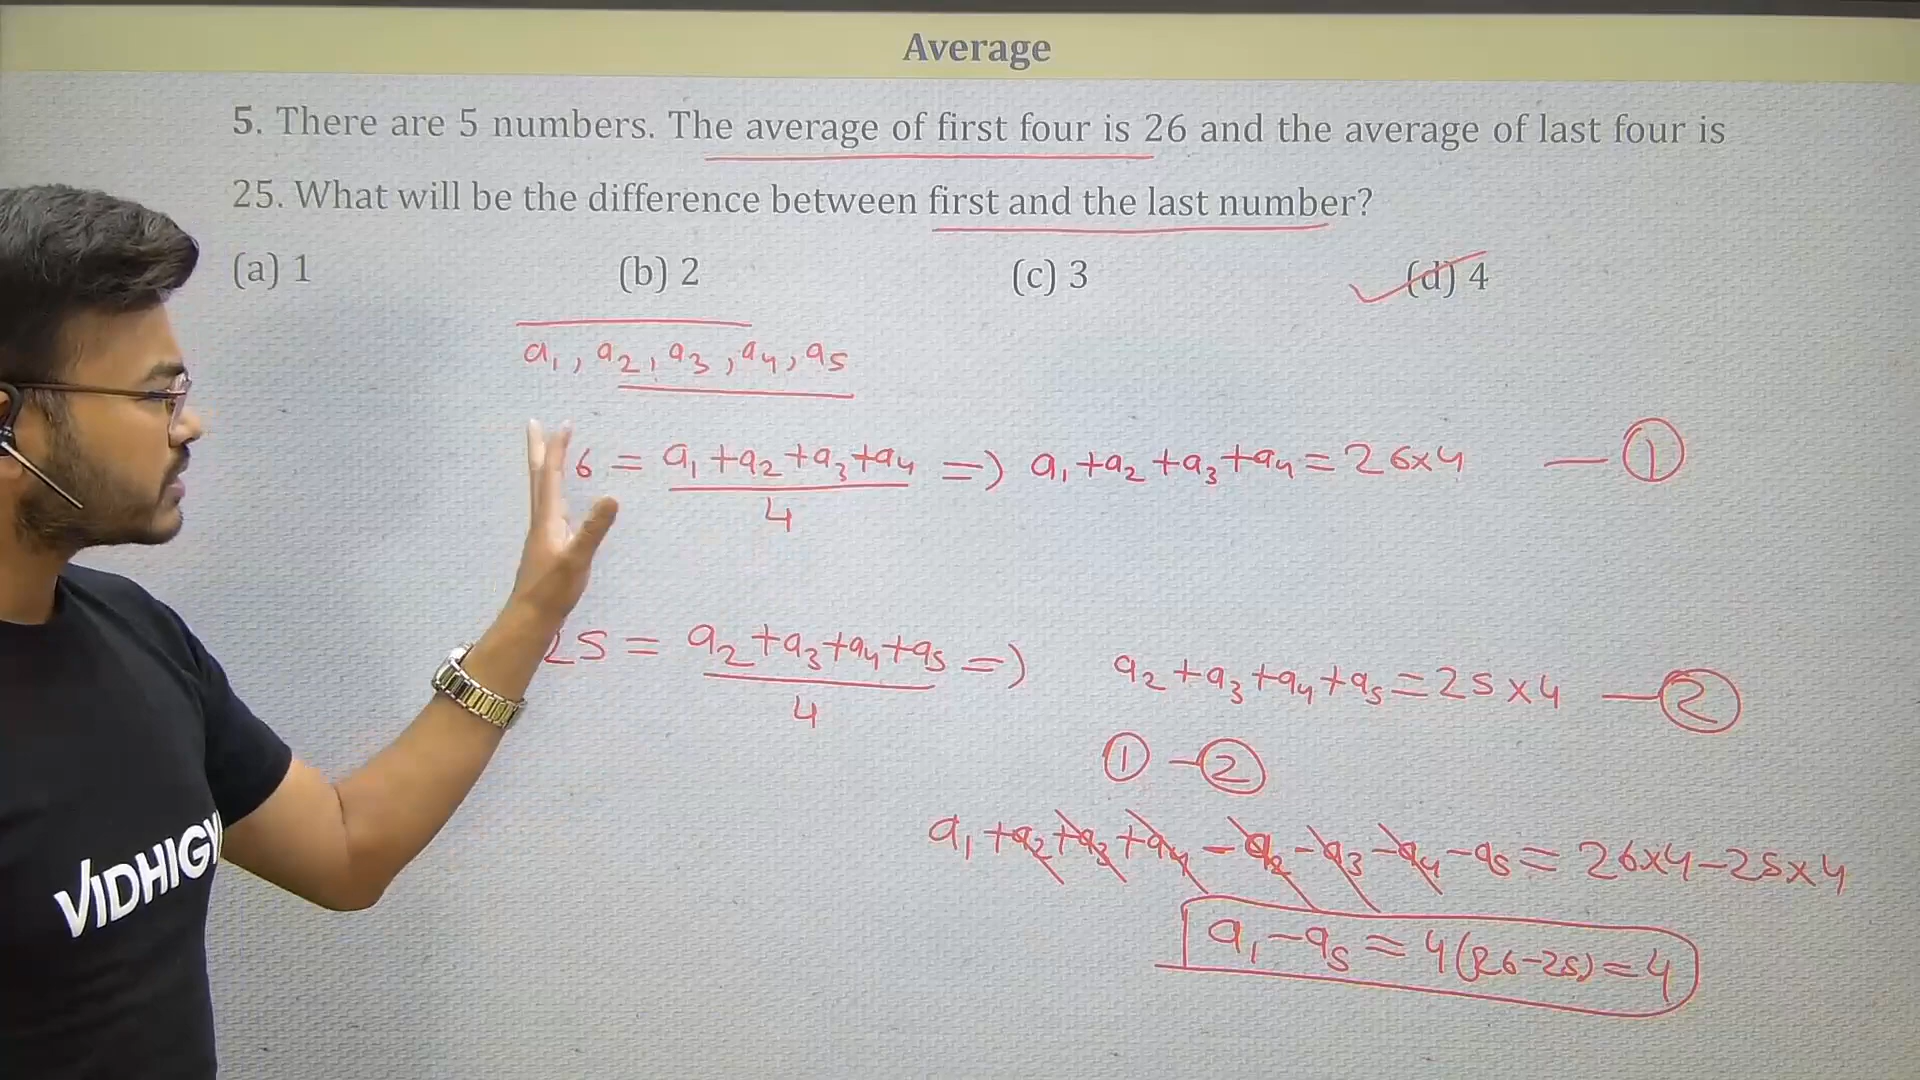 Average
5. There are 5 numbers. The average of first four is 26 and the average of last four is
25. What will be the difference between first and the last number?
(a) 1 (b) 2 (c) 3 (d) 4
a₁, a₂, a₃, a₄, a₅
6 = a₁+a₂+a₃+a₄ / 4 => a₁+a₂+a₃+a₄=26×4 — ①
25 = a₂+a₃+a₄+a₅ / 4 => a₂+a₃+a₄+a₅=25×4 — ②
① - ②
a₁+a₂+a₃+a₄-a₂-a₃-a₄-a₅=26×4-25×4
a₁-a₅=4(26-25)=4
VIDHIGY